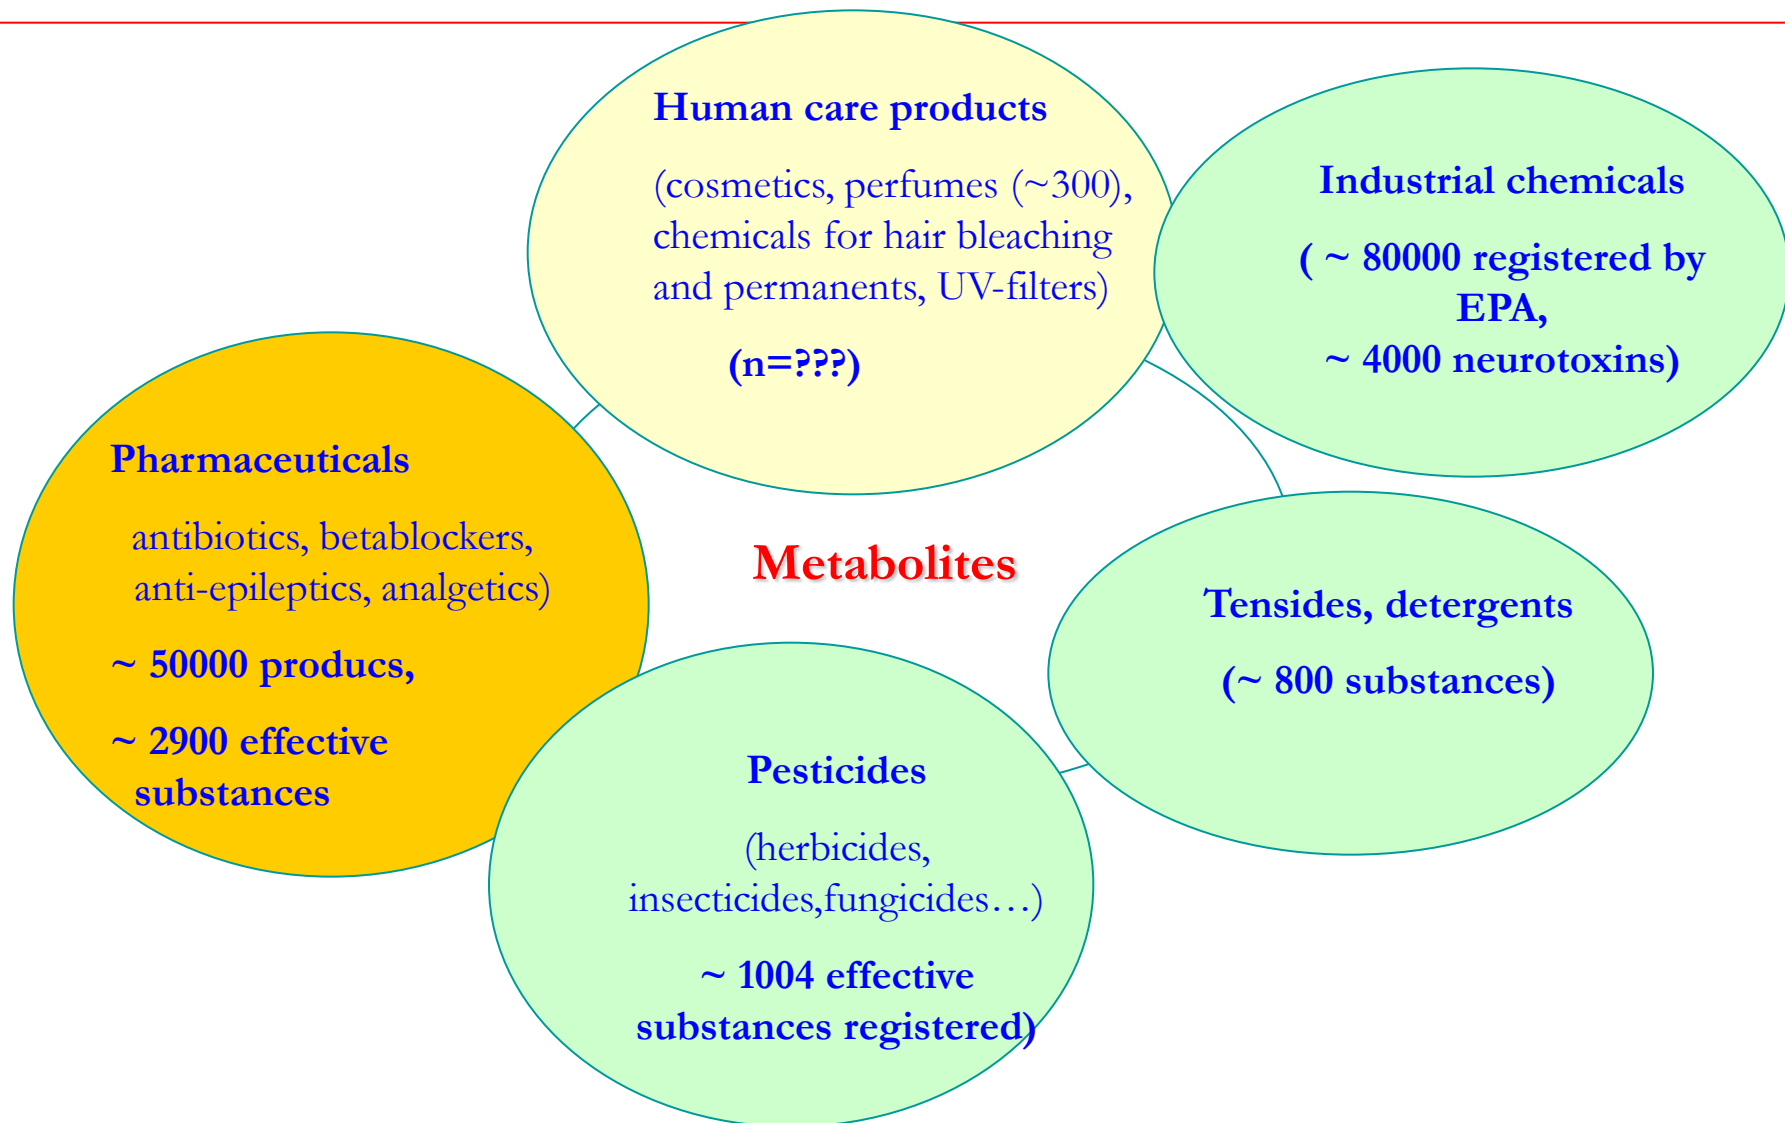 Human care products
(cosmetics, perfumes (~300),
chemicals for hair bleaching
and permanents, UV-filters)
(n=???)
Industrial chemicals
( ~ 80000 registered by
EPA,
~ 4000 neurotoxins)
Pharmaceuticals
antibiotics, betablockers,
anti-epileptics, analgetics)
~ 50000 producs,
~ 2900 effective
substances
Metabolites
Tensides, detergents
(~ 800 substances)
Pesticides
(herbicides,
insecticides,fungicides…)
~ 1004 effective
substances registered)